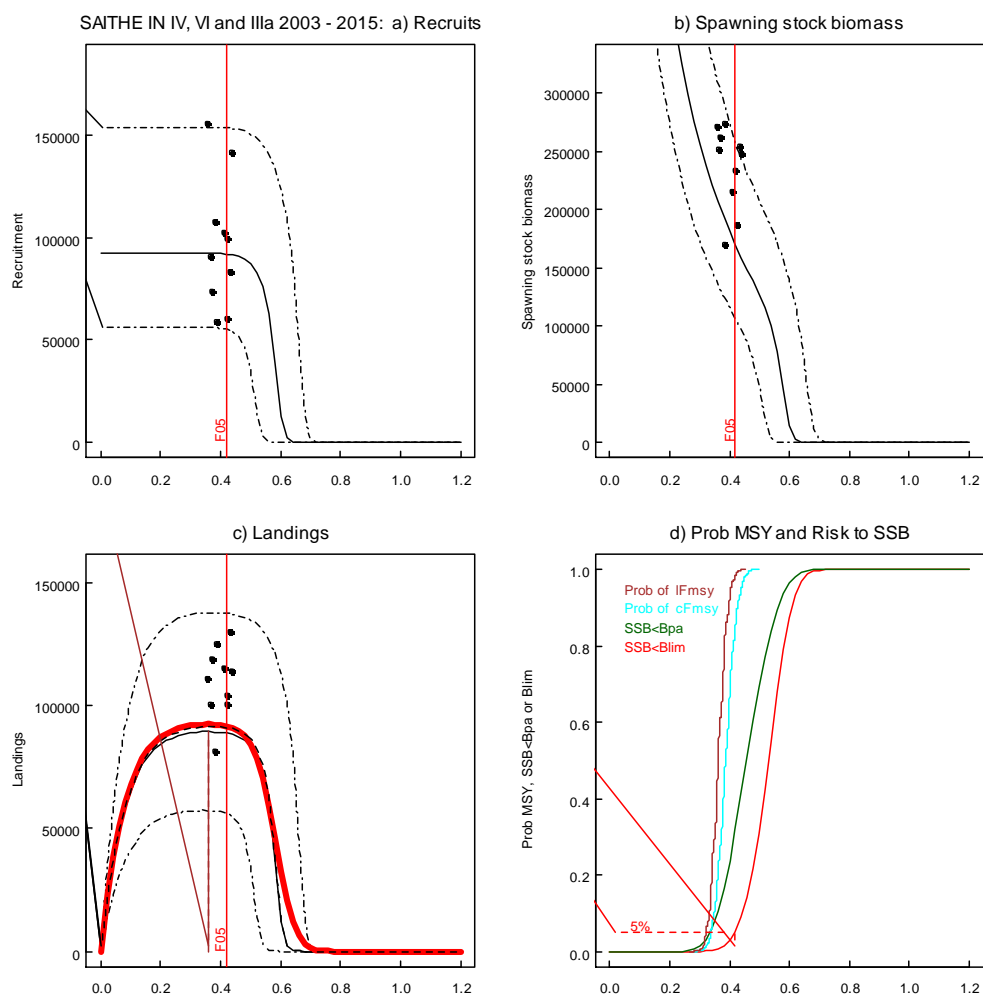 SAITHE IN IV, VI and IIIa 2003 - 2015: a) Recruits
Recruitment
150000
100000
50000
0
F05
0.0 0.2 0.4 0.6 0.8 1.0 1.2
b) Spawning stock biomass
Spawning stock biomass
300000
250000
200000
150000
100000
50000
0
F05
0.0 0.2 0.4 0.6 0.8 1.0 1.2
c) Landings
Landings
150000
100000
50000
0
F05
0.0 0.2 0.4 0.6 0.8 1.0 1.2
d) Prob MSY and Risk to SSB
Prob MSY, SSB<Bpa or Blim
1.0
0.8
0.6
0.4
0.2
0.0
Prob of lFmsy
Prob of cFmsy
SSB<Bpa
SSB<Blim
5%
0.0 0.2 0.4 0.6 0.8 1.0 1.2